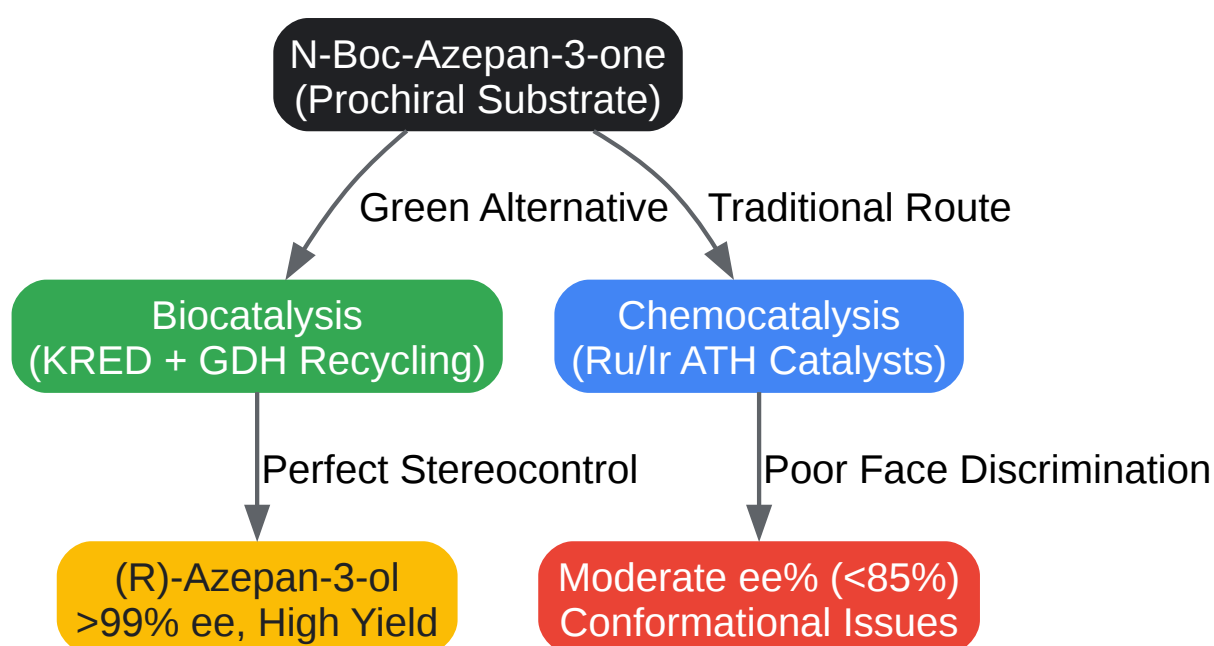 N-Boc-Azepan-3-one
(Prochiral Substrate)
Green Alternative
Traditional Route
Biocatalysis
(KRED + GDH Recycling)
Chemocatalysis
(Ru/Ir ATH Catalysts)
Perfect Stereocontrol
Poor Face Discrimination
(R)-Azepan-3-ol
>99% ee, High Yield
Moderate ee% (<85%)
Conformational Issues